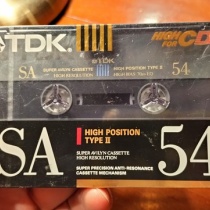 TDK
HIGH FOR CD
SUPER AVILYN CASSETTE
HIGH RESOLUTION
SA
TDK
HIGH POSITION TYPE II
54
SA
HIGH POSITION
TYPE II
SUPER AVILYN CASSETTE
HIGH RESOLUTION
SUPER PRECISION ANTI-RESONANCE
CASSETTE MECHANISM
54